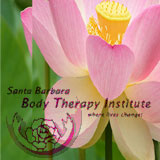 Santa Barbara
Body Therapy Institute
where lives change!